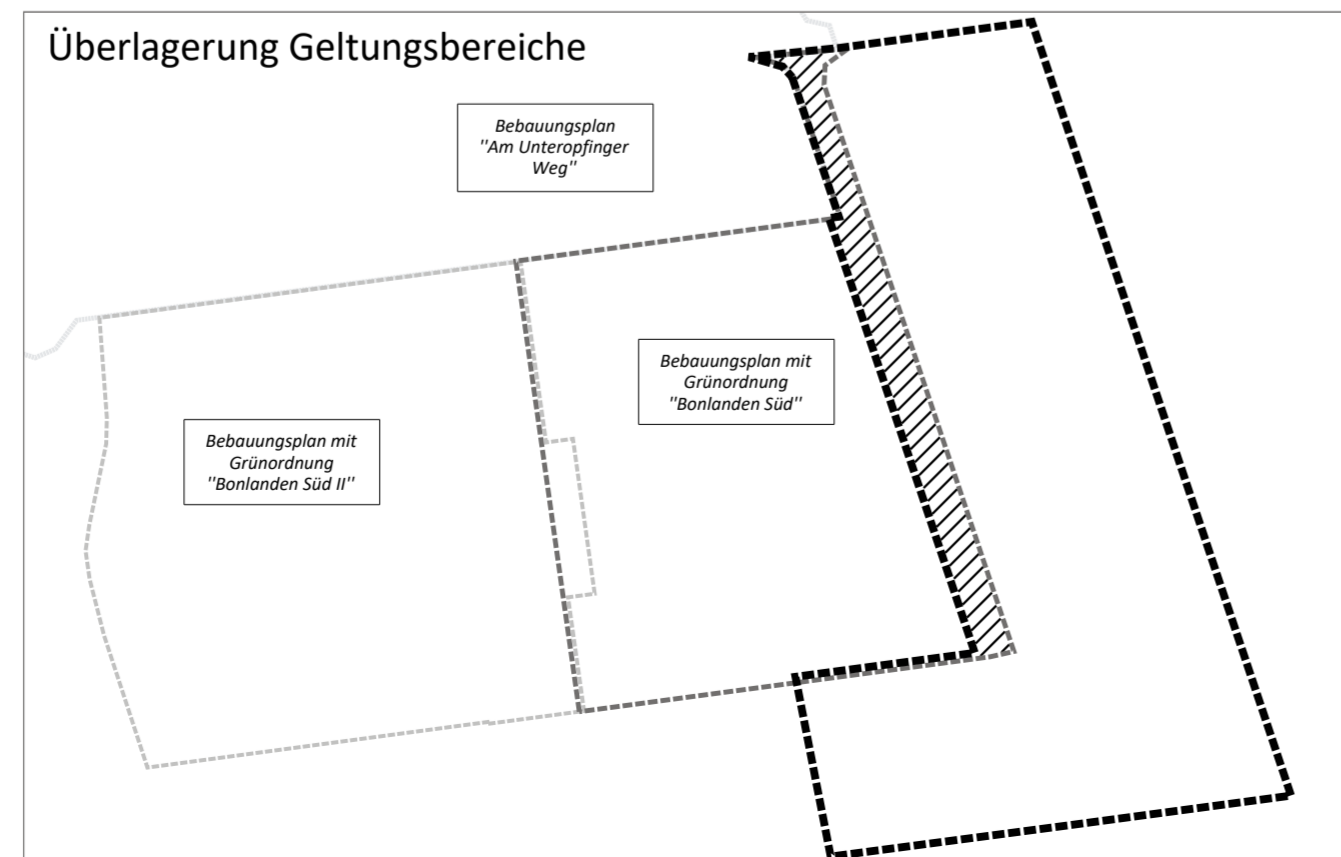 Überlagerung Geltungsbereiche
Bebauungsplan
"Am Unteropfinger
Weg"
Bebauungsplan mit
Grünordnung
"Bonlanden Süd"
Bebauungsplan mit
Grünordnung
"Bonlanden Süd II"